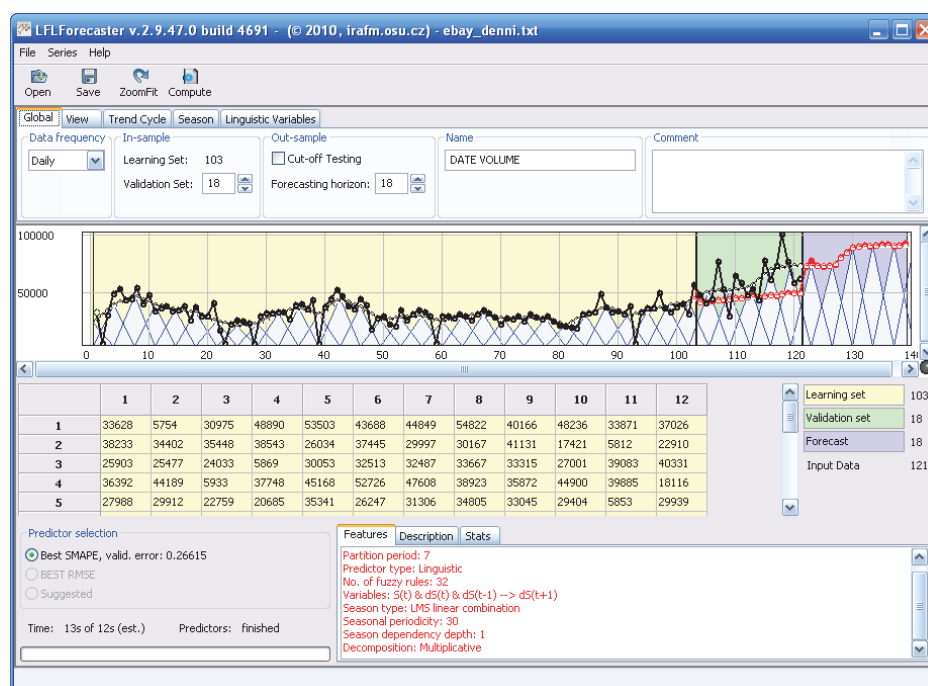 LFLForecaster v.2.9.47.0 build 4691 - (© 2010, irafm.osu.cz) - ebay_denni.txt
File Series Help
Open Save ZoomFit Compute
Global View Trend Cycle Season Linguistic Variables
Data frequency In-sample Out-sample Name Comment
Daily Learning Set: 103 Cut-off Testing DATE VOLUME
Validation Set: 18 Forecasting horizon: 18
100000
50000
0 10 20 30 40 50 60 70 80 90 100 110 120 130 14
1 2 3 4 5 6 7 8 9 10 11 12
1 33628 5754 30975 48890 53503 43688 44849 54822 40166 48236 33871 37026
2 38233 34402 35448 38543 26034 37445 29997 30167 41131 17421 5812 22910
3 25903 25477 24033 5869 30053 32513 32487 33667 33315 27001 39083 40331
4 36392 44189 5933 37748 45168 52726 47608 38923 35872 44900 39885 18116
5 27988 29912 22759 20685 35341 26247 31306 34805 33045 29404 5853 29939
Learning set 103
Validation set 18
Forecast 18
Input Data 121
Predictor selection
Best SMAPE, valid. error: 0.26615
BEST RMSE
Suggested
Time: 13s of 12s (est.) Predictors: finished
Features Description Stats
Partition period: 7
Predictor type: Linguistic
No. of fuzzy rules: 32
Variables: S(t) & dS(t) & dS(t-1) --> dS(t+1)
Season type: LMS linear combination
Seasonal periodicity: 30
Season dependency depth: 1
Decomposition: Multiplicative